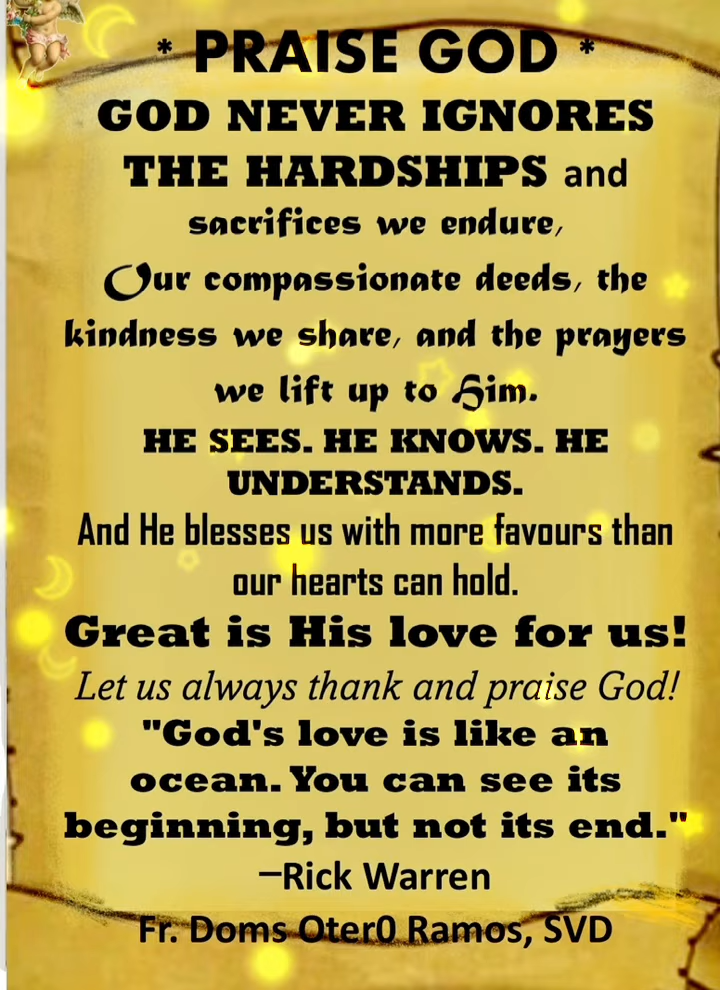 * PRAISE GOD *
GOD NEVER IGNORES
THE HARDSHIPS and
sacrifices we endure,
Our compassionate deeds, the
kindness we share, and the prayers
we lift up to Him.
HE SEES. HE KNOWS. HE
UNDERSTANDS.
And He blesses us with more favours than
our hearts can hold.
Great is His love for us!
Let us always thank and praise God!
"God's love is like an
ocean. You can see its
beginning, but not its end."
–Rick Warren
Fr. Doms Oter0 Ramos, SVD